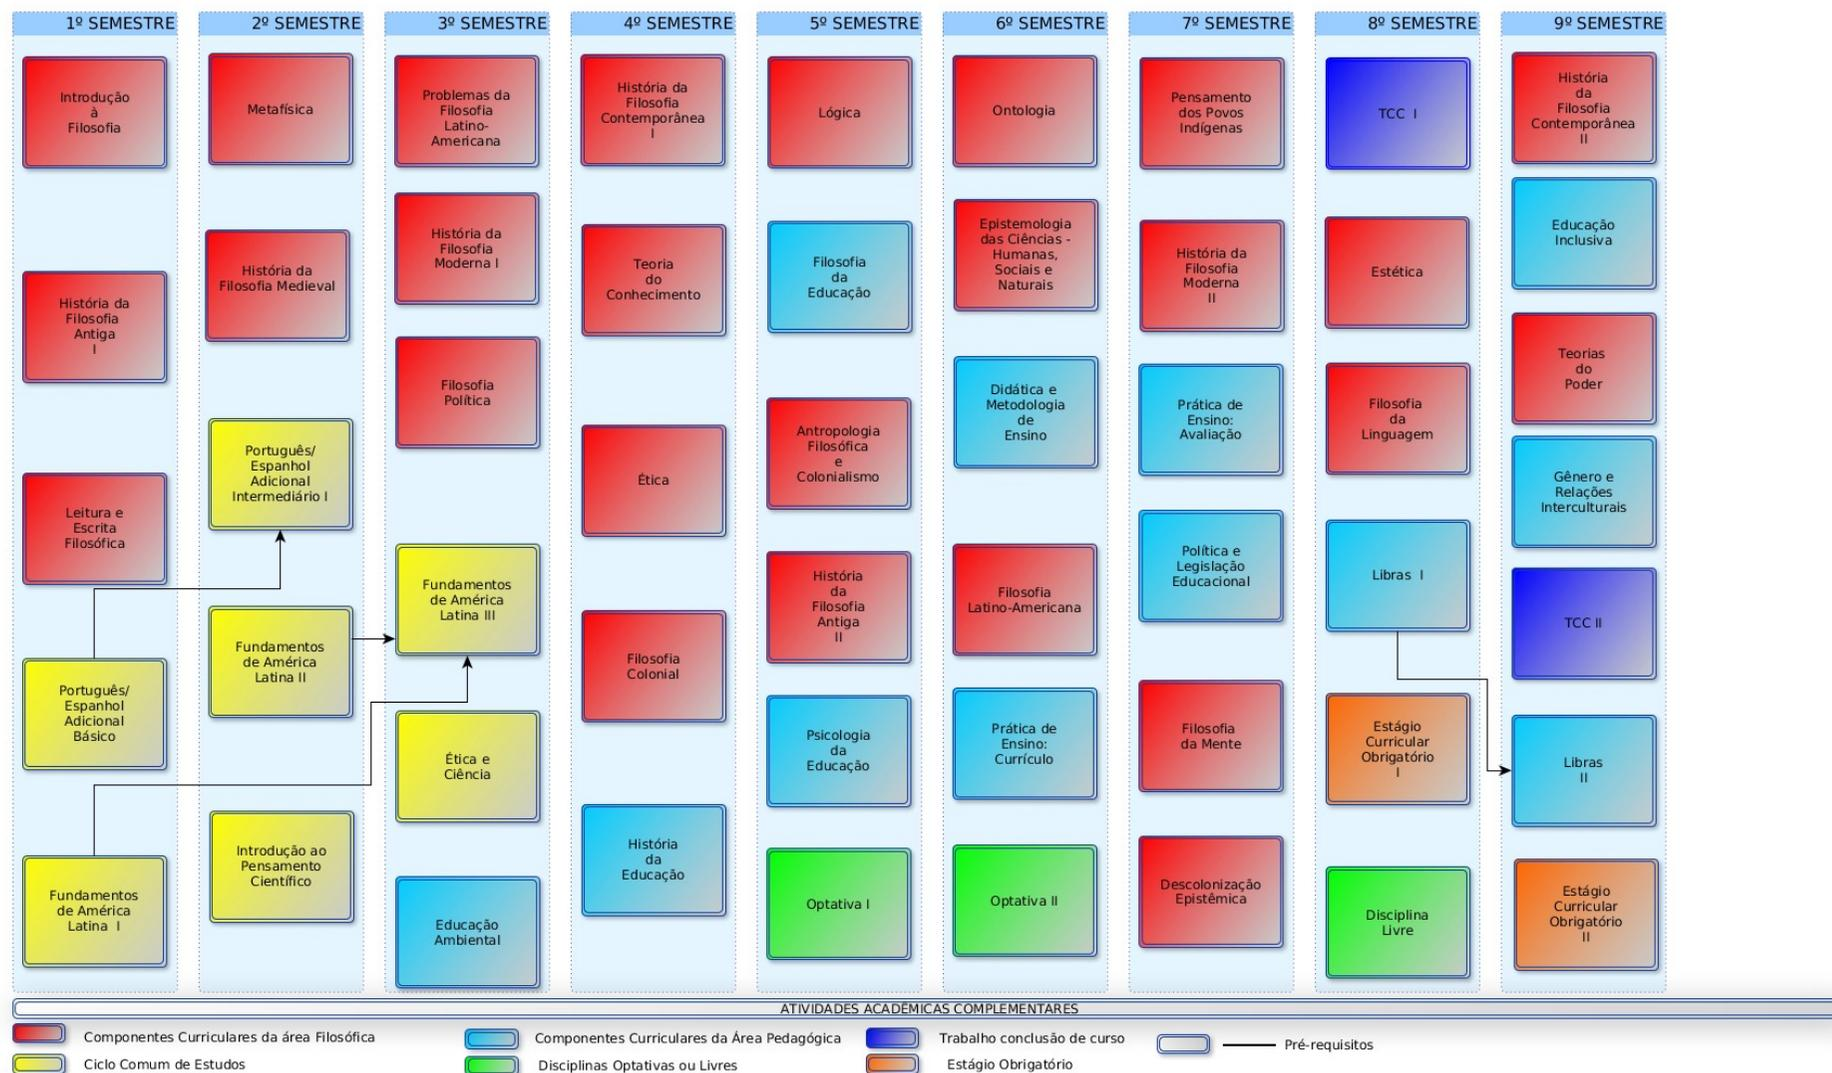 1º SEMESTRE
Introdução
à
Filosofia
História da
Filosofia
Antiga
I
Leitura e
Escrita
Filosófica
Português/
Espanhol
Adicional
Básico
Fundamentos
de América
Latina I
2º SEMESTRE
Metafísica
História da
Filosofia Medieval
Português/
Espanhol
Adicional
Intermediário I
Fundamentos
de América
Latina II
Introdução ao
Pensamento
Científico
3º SEMESTRE
Problemas da
Filosofia
Latino-
Americana
História da
Filosofia
Moderna I
Filosofia
Política
Fundamentos
de América
Latina III
Ética e
Ciência
Educação
Ambiental
4º SEMESTRE
História da
Filosofia
Contemporânea
I
Teoria
do
Conhecimento
Ética
Filosofia
Colonial
História
da
Educação
5º SEMESTRE
Lógica
Filosofia
da
Educação
Antropologia
Filosófica
e
Colonialismo
História
da
Filosofia
Antiga
II
Psicologia
da
Educação
Optativa I
6º SEMESTRE
Ontologia
Epistemologia
das Ciências -
Humanas,
Sociais e
Naturais
Didática e
Metodologia
de
Ensino
Filosofia
Latino-Americana
Prática de
Ensino:
Currículo
Optativa II
7º SEMESTRE
Pensamento
dos Povos
Indígenas
História da
Filosofia
Moderna
II
Prática de
Ensino:
Avaliação
Política e
Legislação
Educacional
Filosofia
da Mente
Descolonização
Epistêmica
8º SEMESTRE
TCC I
Estética
Filosofia
da
Linguagem
Libras I
Estágio
Curricular
Obrigatório
I
Disciplina
Livre
9º SEMESTRE
História
da
Filosofia
Contemporânea
II
Educação
Inclusiva
Teorias
do
Poder
Gênero e
Relações
Interculturais
TCC II
Libras
II
Estágio
Curricular
Obrigatório
II
ATIVIDADES ACADÊMICAS COMPLEMENTARES
Componentes Curriculares da área Filosófica
Componentes Curriculares da Área Pedagógica
Trabalho conclusão de curso
Pré-requisitos
Ciclo Comum de Estudos
Disciplinas Optativas ou Livres
Estágio Obrigatório